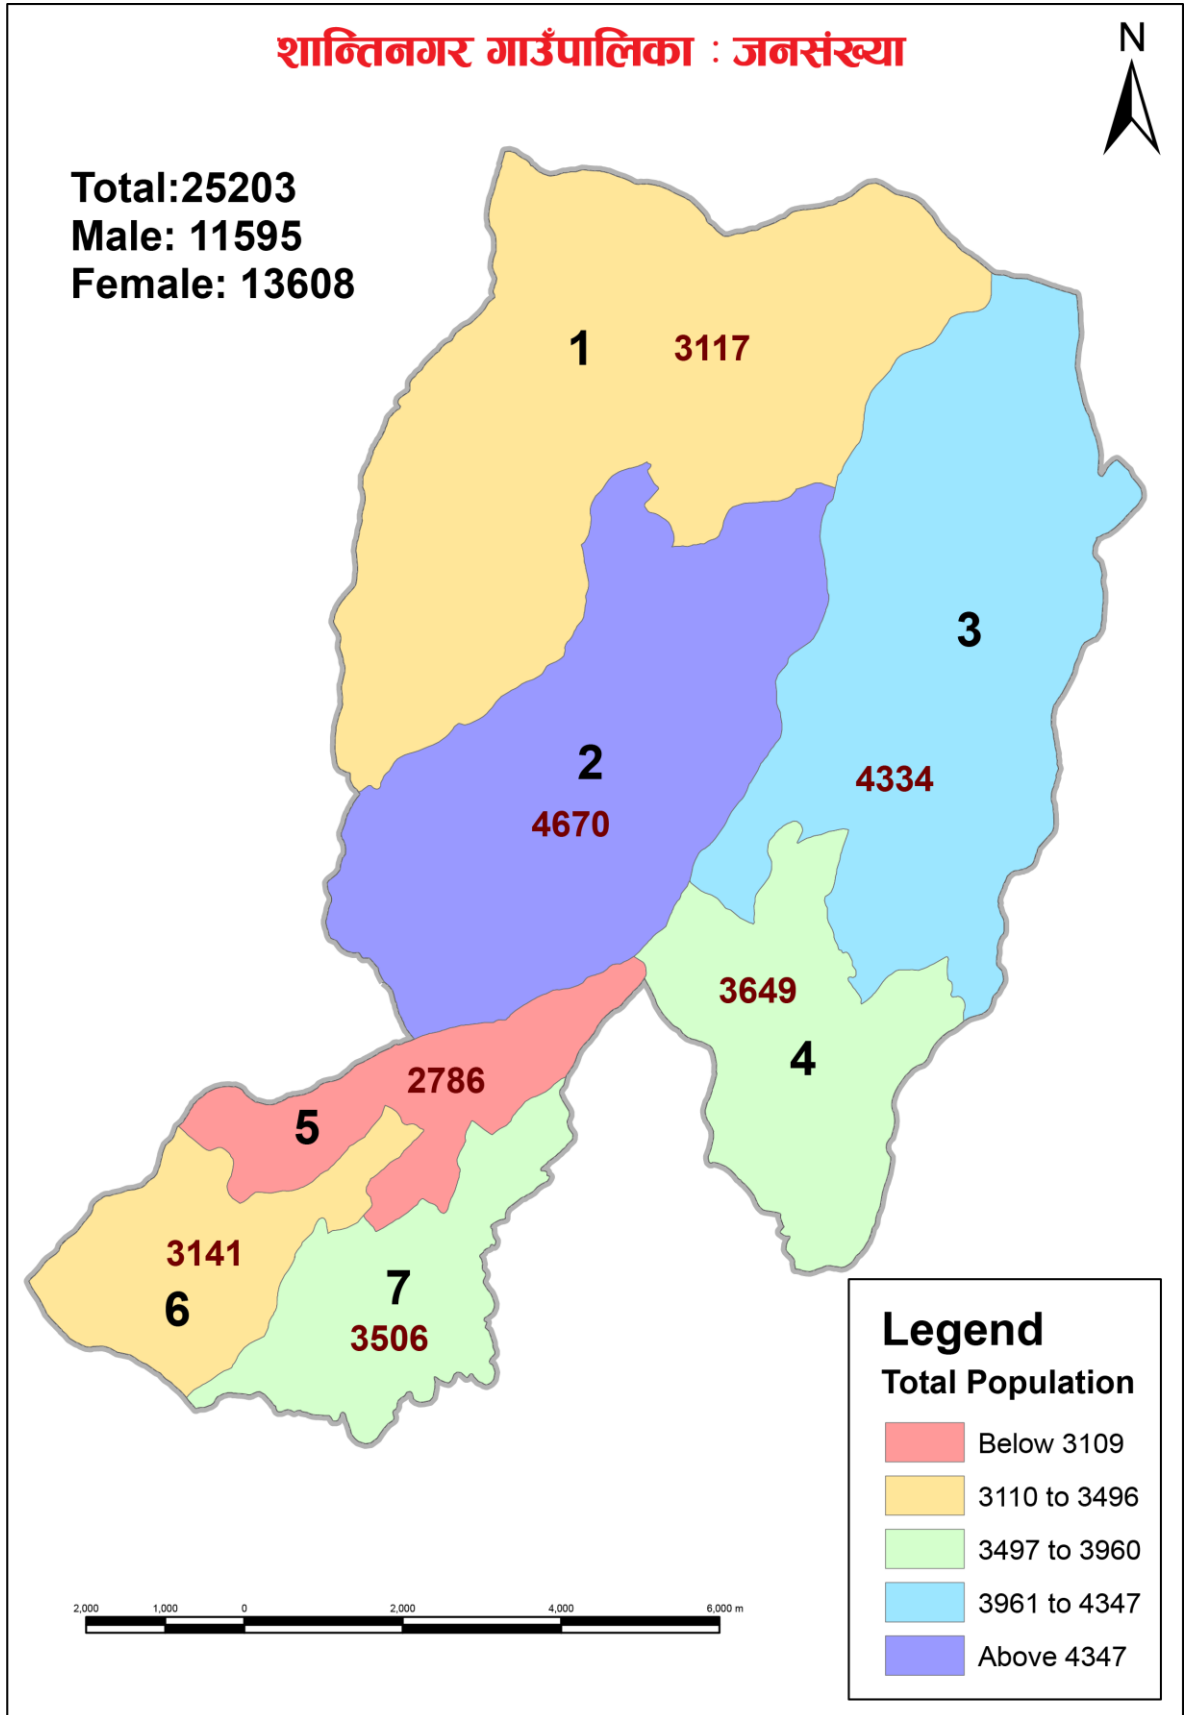 शान्तिनगर गाउँपालिका : जनसंख्या
N
Total:25203
Male: 11595
Female: 13608
1
3117
3
2
4334
4670
3649
4
2786
5
3141
7
6
3506
Legend
Total Population
Below 3109
3110 to 3496
3497 to 3960
3961 to 4347
Above 4347
2,000 1,000 0 2,000 4,000 6,000 m